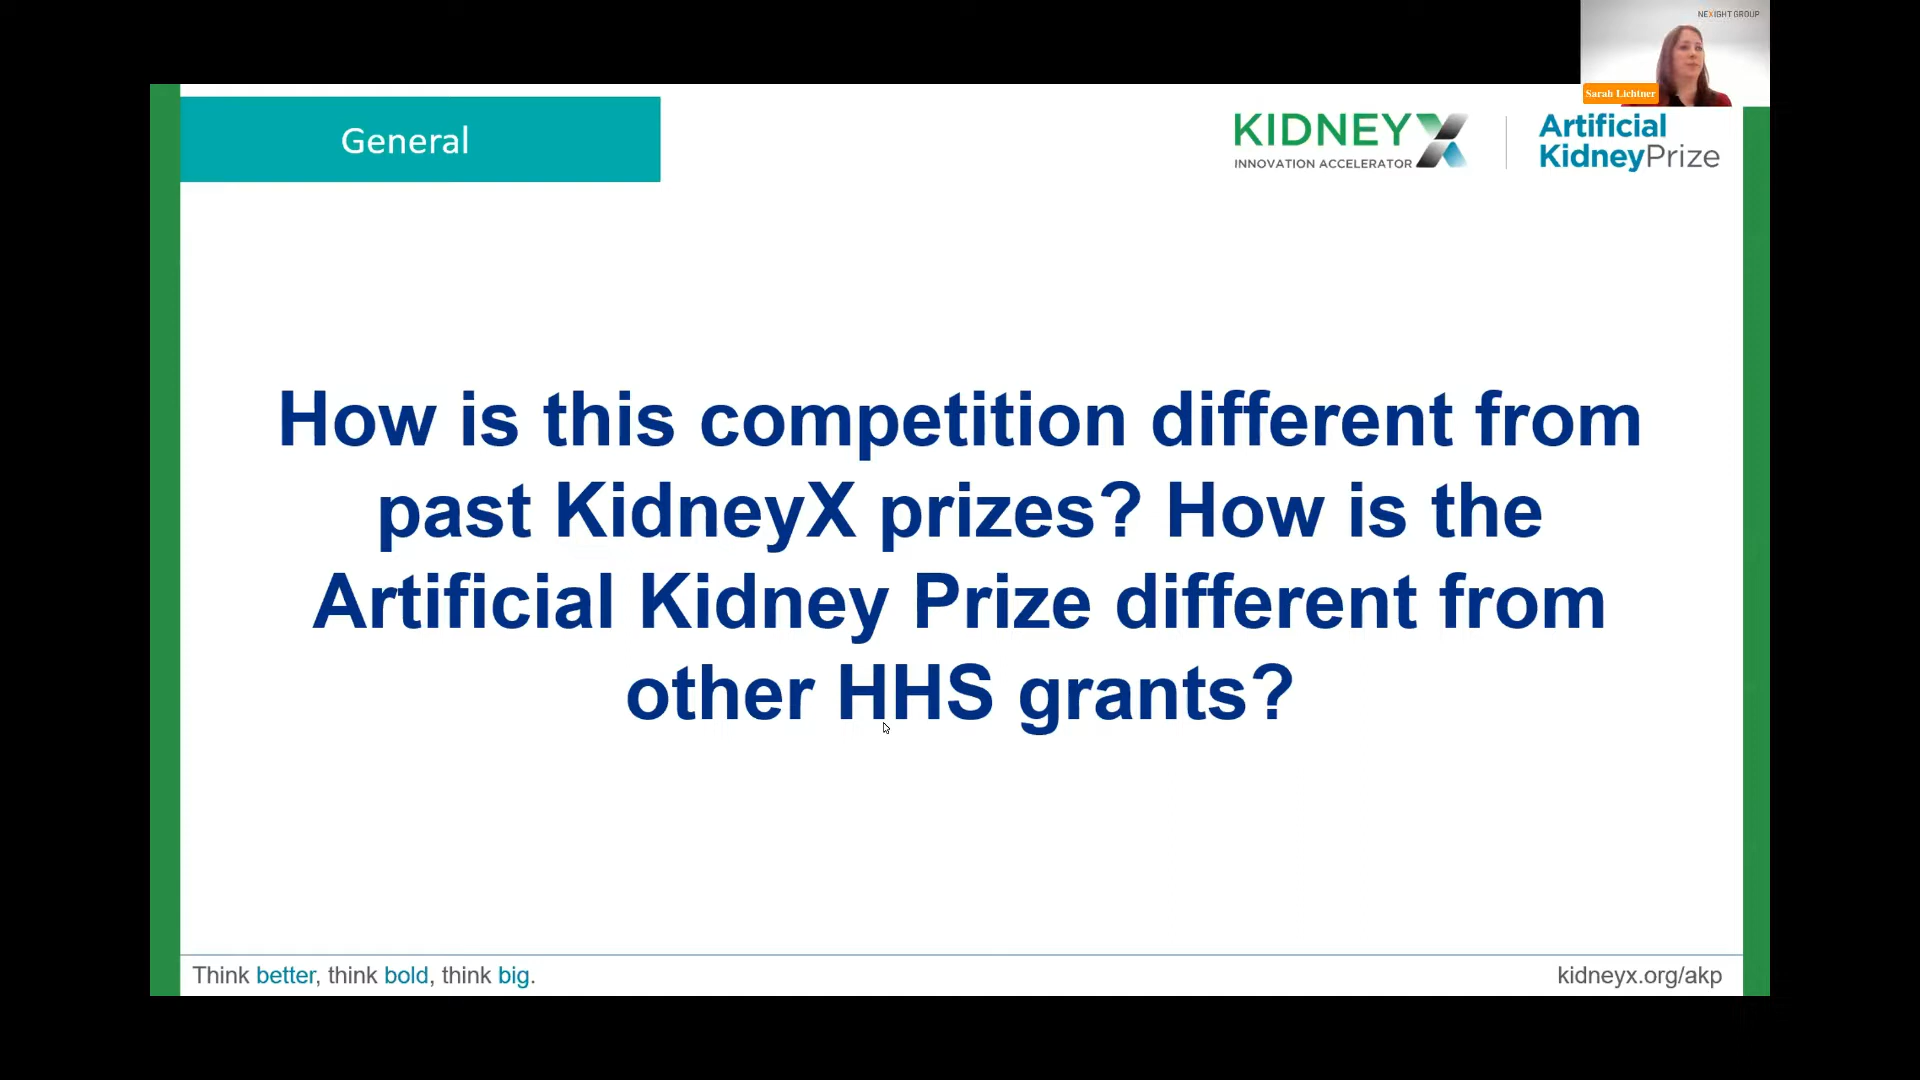 NEXIGHT GROUP
Sarah Lichtner
General
KIDNEYX
INNOVATION ACCELERATOR
Artificial
KidneyPrize
How is this competition different from
past KidneyX prizes? How is the
Artificial Kidney Prize different from
other HHS grants?
Think better, think bold, think big.
kidneyx.org/akp